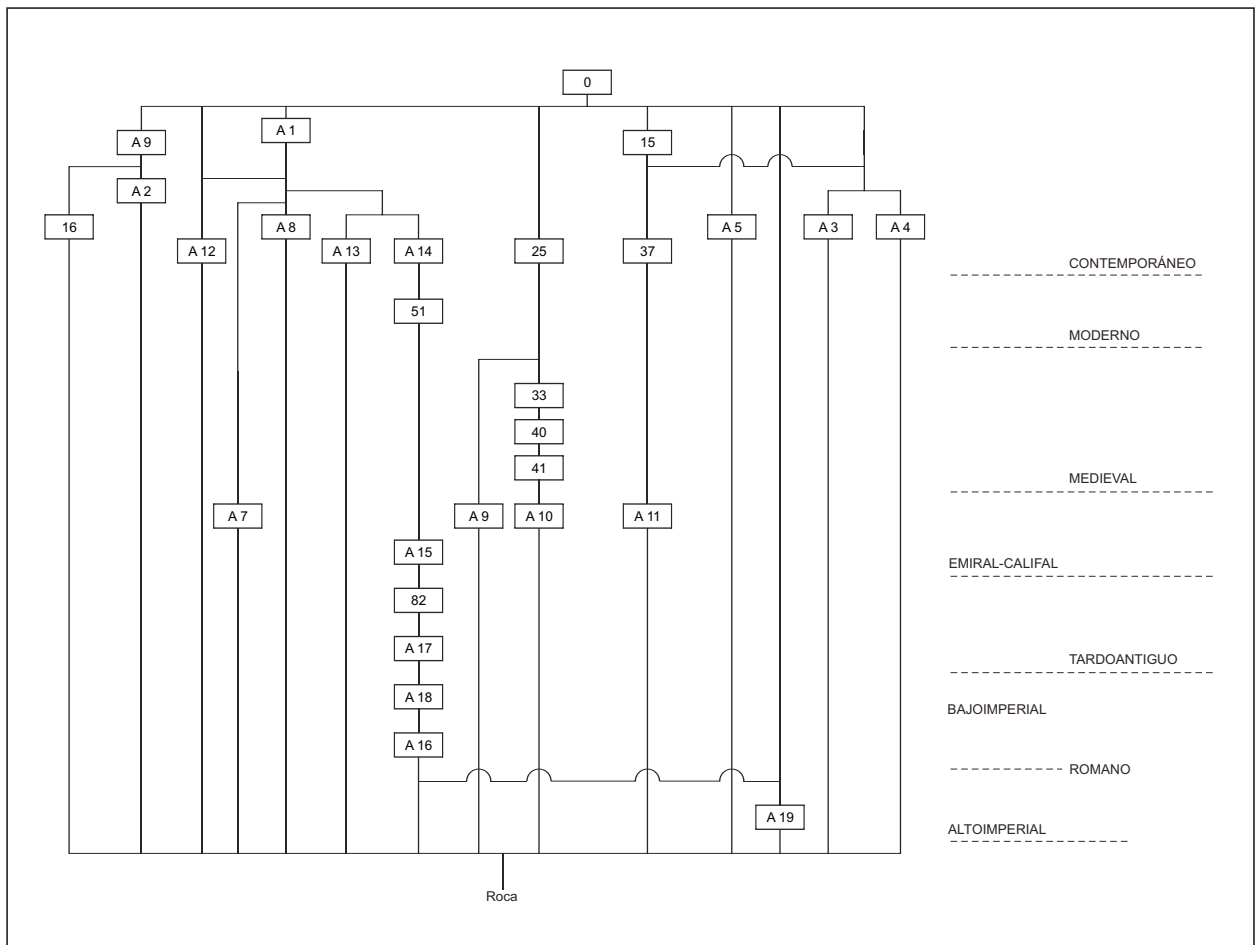 0
A 1
A 9
15
A 2
16
A 8
A 5
A 3
A 4
A 12
A 13
A 14
25
37
CONTEMPORÁNEO
51
MODERNO
33
40
41
MEDIEVAL
A 7
A 9
A 10
A 11
A 15
EMIRAL-CALIFAL
82
A 17
TARDOANTIGUO
A 18
BAJOIMPERIAL
A 16
ROMANO
A 19
ALTOIMPERIAL
Roca